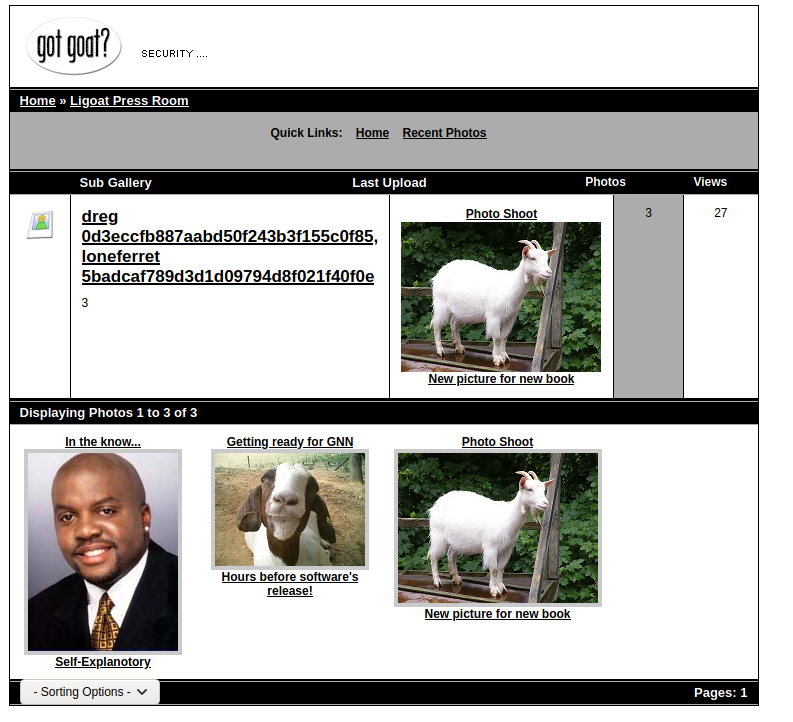 got goat?
SECURITY ....
Home » Ligoat Press Room
Quick Links: Home Recent Photos
Sub Gallery Last Upload Photos Views
dreg
0d3eccfb887aabd50f243b3f155c0f85,
loneferret
5badcaf789d3d1d09794d8f021f40f0e
3
Photo Shoot
New picture for new book
3
27
Displaying Photos 1 to 3 of 3
In the know...
Self-Explanotory
Getting ready for GNN
Hours before software's
release!
Photo Shoot
New picture for new book
- Sorting Options -
Pages: 1